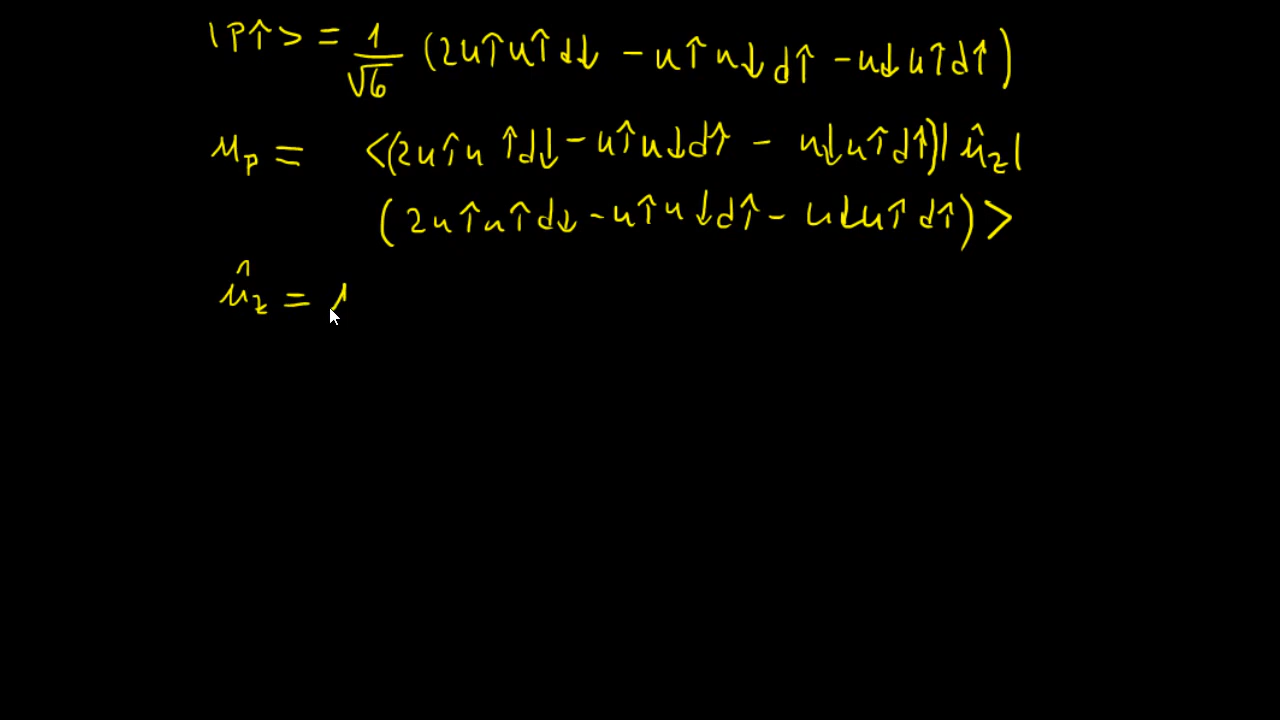 |P↑> = 1/√6 (2u↑u↑d↓ - u↑u↓d↑ - u↓u↑d↑)
μ_p = <(2u↑u↑d↓ - u↑u↓d↑ - u↓u↑d↑)| μ̂_z |
(2u↑u↑d↓ - u↑u↓d↑ - u↓u↑d↑)>
μ̂_z =